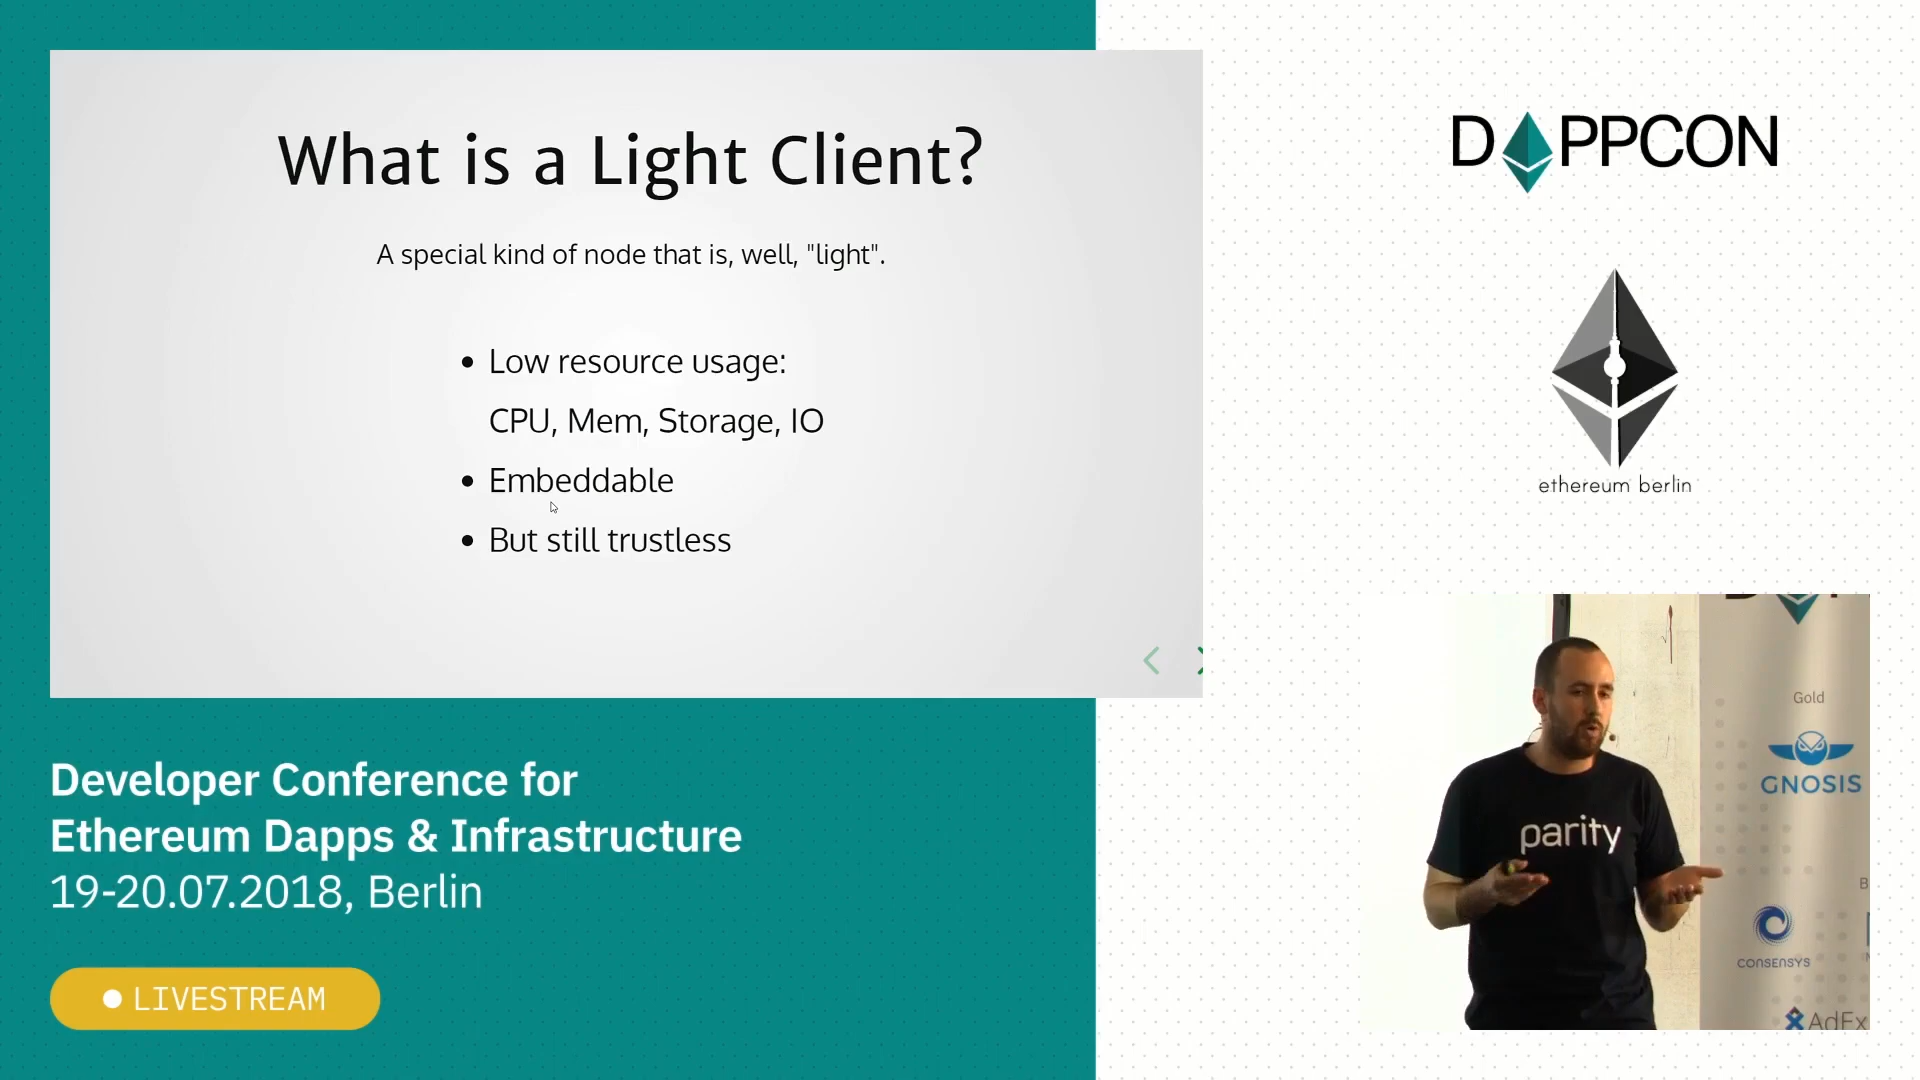 What is a Light Client?
A special kind of node that is, well, "light".
Low resource usage:
CPU, Mem, Storage, IO
Embeddable
But still trustless
Developer Conference for
Ethereum Dapps & Infrastructure
19-20.07.2018, Berlin
LIVESTREAM
D PPCON
ethereum berlin
Gold
GNOSIS
parity
CONSENSYS
AdEx